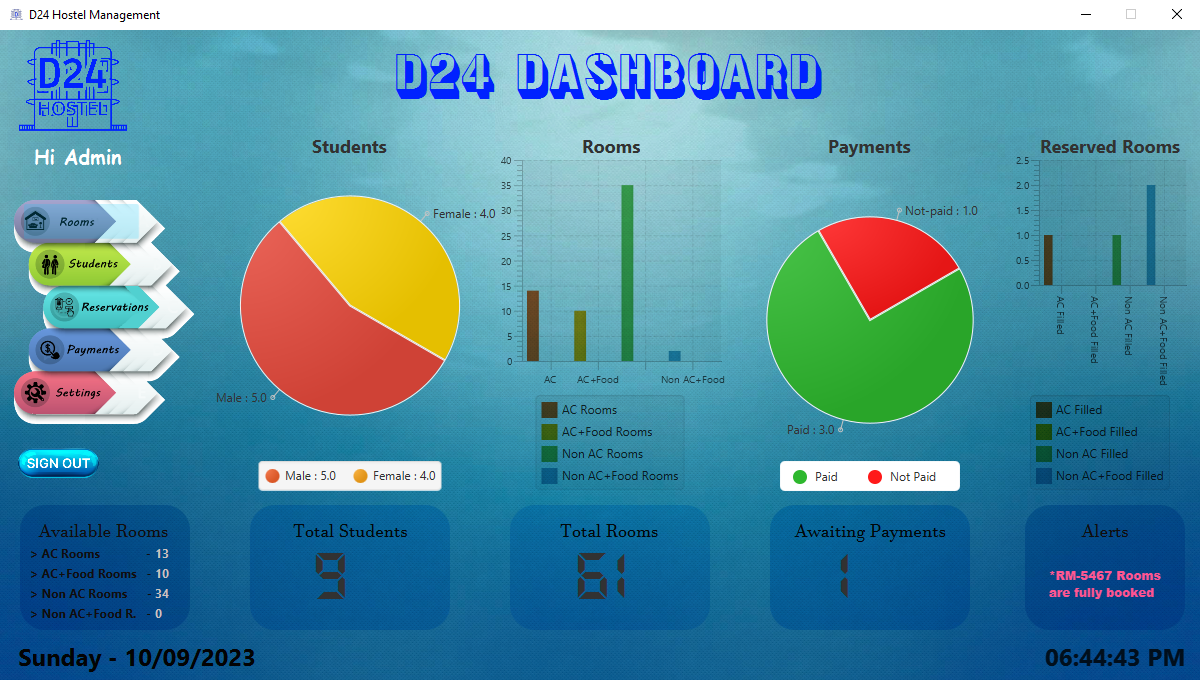 D24 Hostel Management
D24
HOSTEL
D24 DASHBOARD
Hi Admin
Rooms
Students
Reservations
Payments
Settings
SIGN OUT
Students
Female : 4.0
Male : 5.0
Male : 5.0
Female : 4.0
Rooms
40
35
30
25
20
15
10
5
0
AC
AC+Food
Non AC+Food
AC Rooms
AC+Food Rooms
Non AC Rooms
Non AC+Food Rooms
Payments
Not-paid : 1.0
Paid : 3.0
Paid
Not Paid
Reserved Rooms
2.5
2.0
1.5
1.0
0.5
0.0
AC Filled
AC+Food Filled
Non AC Filled
Non AC+Food Filled
AC Filled
AC+Food Filled
Non AC Filled
Non AC+Food Filled
Available Rooms
> AC Rooms - 13
> AC+Food Rooms - 10
> Non AC Rooms - 34
> Non AC+Food R. - 0
Total Students
9
Total Rooms
61
Awaiting Payments
1
Alerts
*RM-5467 Rooms
are fully booked
Sunday - 10/09/2023
06:44:43 PM